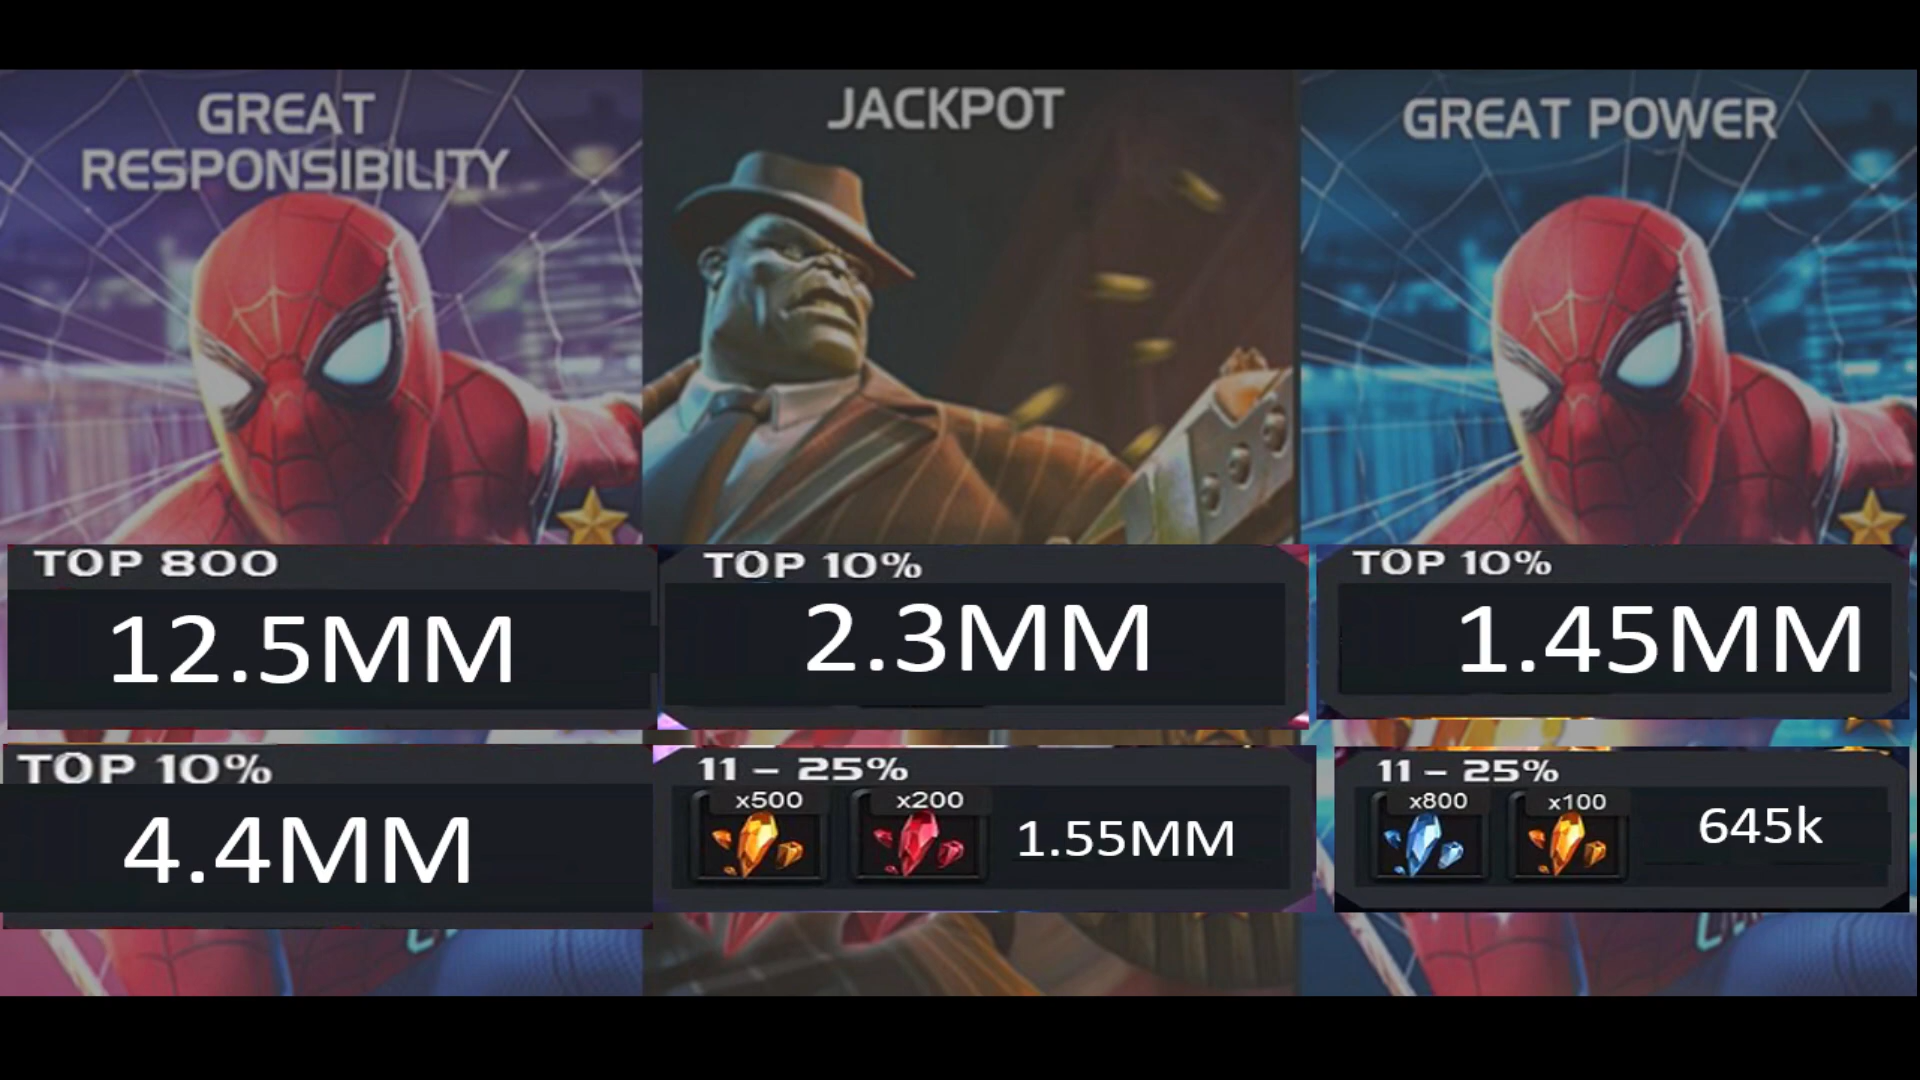 GREAT
RESPONSIBILITY
TOP 800
12.5MM
TOP 10%
4.4MM
JACKPOT
TOP 10%
2.3MM
11 – 25%
x500 x200
1.55MM
GREAT POWER
TOP 10%
1.45MM
11 – 25%
x800 x100
645k